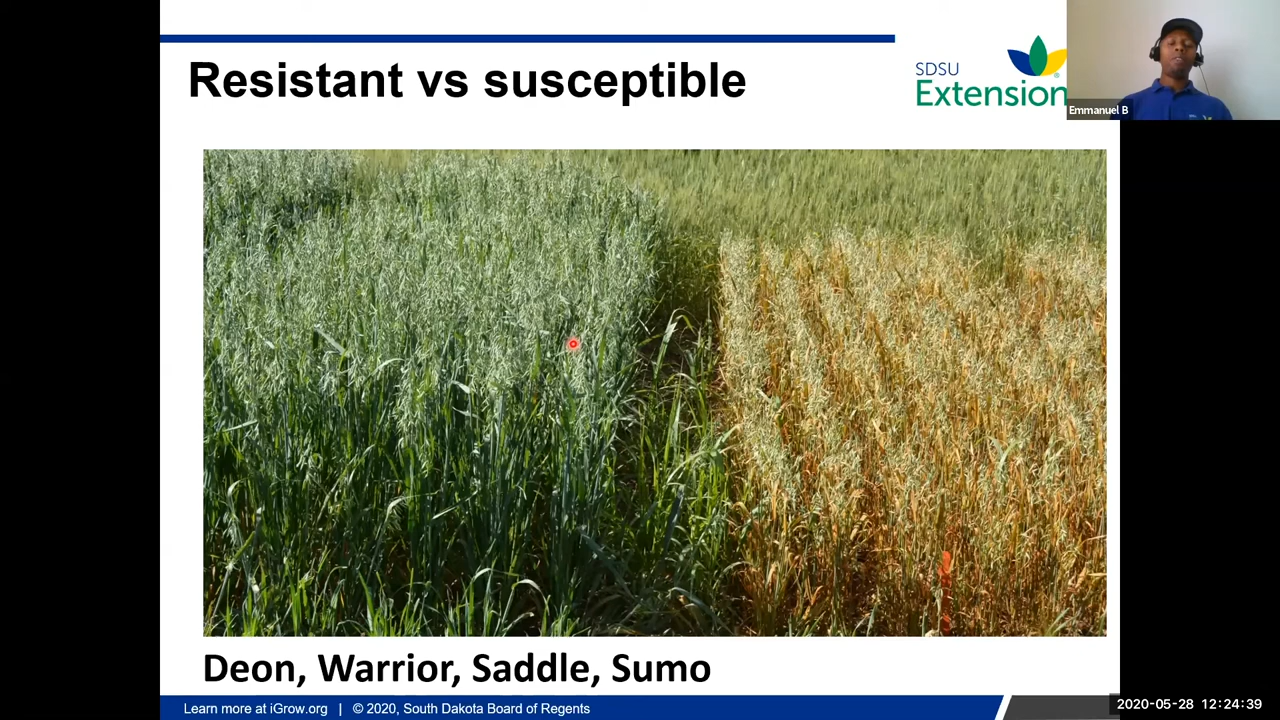 Resistant vs susceptible
SDSU
Extension
®
Emmanuel B
Deon, Warrior, Saddle, Sumo
Learn more at iGrow.org | © 2020, South Dakota Board of Regents
2020-05-28 12:24:39